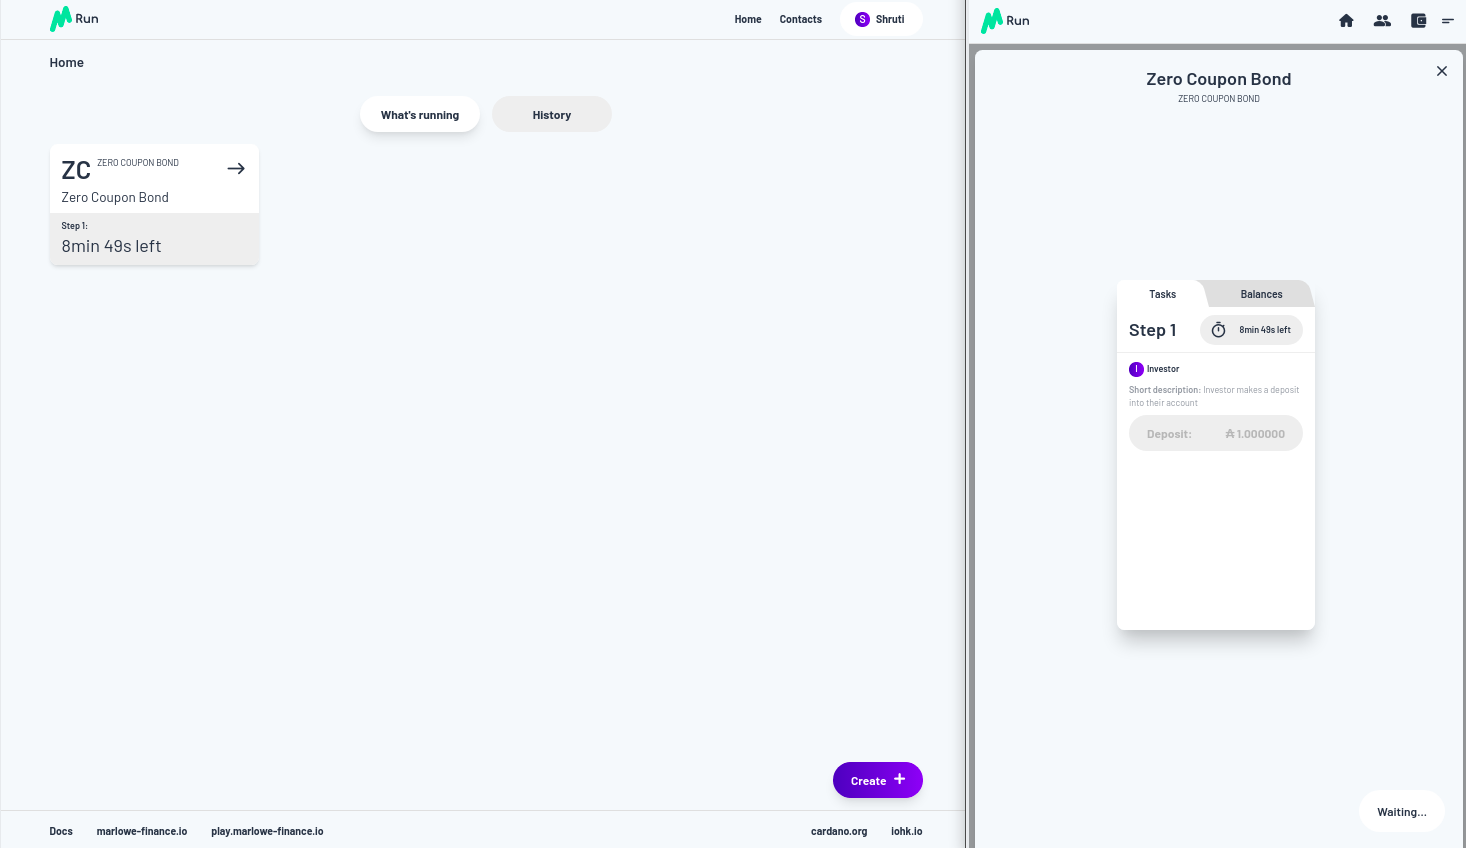 Run
Home
Contacts
S
Shruti
Home
What's running
History
ZC
ZERO COUPON BOND
Zero Coupon Bond
Step 1:
8min 49s left
Create +
Docs
marlowe-finance.io
play.marlowe-finance.io
cardano.org
iohk.io
Run
Zero Coupon Bond
ZERO COUPON BOND
Tasks
Balances
Step 1
8min 49s left
I
Investor
Short description: Investor makes a deposit
into their account
Deposit:
₳ 1.000000
Waiting...